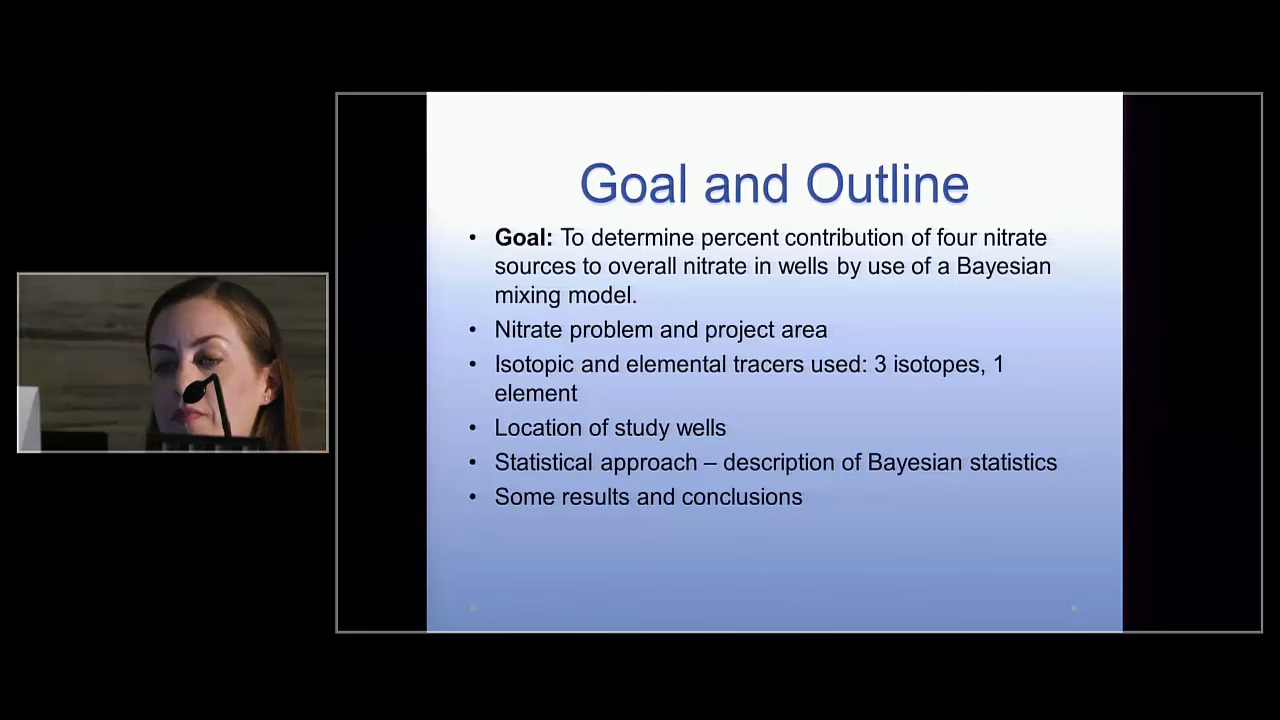 Goal and Outline
• Goal: To determine percent contribution of four nitrate
sources to overall nitrate in wells by use of a Bayesian
mixing model.
• Nitrate problem and project area
• Isotopic and elemental tracers used: 3 isotopes, 1
element
• Location of study wells
• Statistical approach – description of Bayesian statistics
• Some results and conclusions